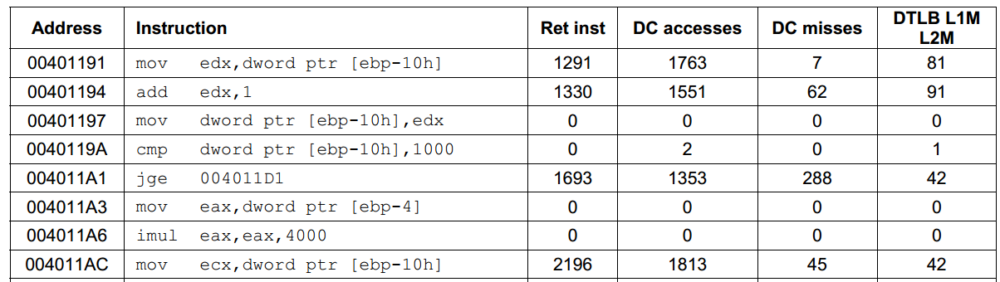 Address Instruction Ret inst DC accesses DC misses DTLB L1M L2M
00401191 mov edx,dword ptr [ebp-10h] 1291 1763 7 81
00401194 add edx,1 1330 1551 62 91
00401197 mov dword ptr [ebp-10h],edx 0 0 0 0
0040119A cmp dword ptr [ebp-10h],1000 0 2 0 1
004011A1 jge 004011D1 1693 1353 288 42
004011A3 mov eax,dword ptr [ebp-4] 0 0 0 0
004011A6 imul eax,eax,4000 0 0 0 0
004011AC mov ecx,dword ptr [ebp-10h] 2196 1813 45 42